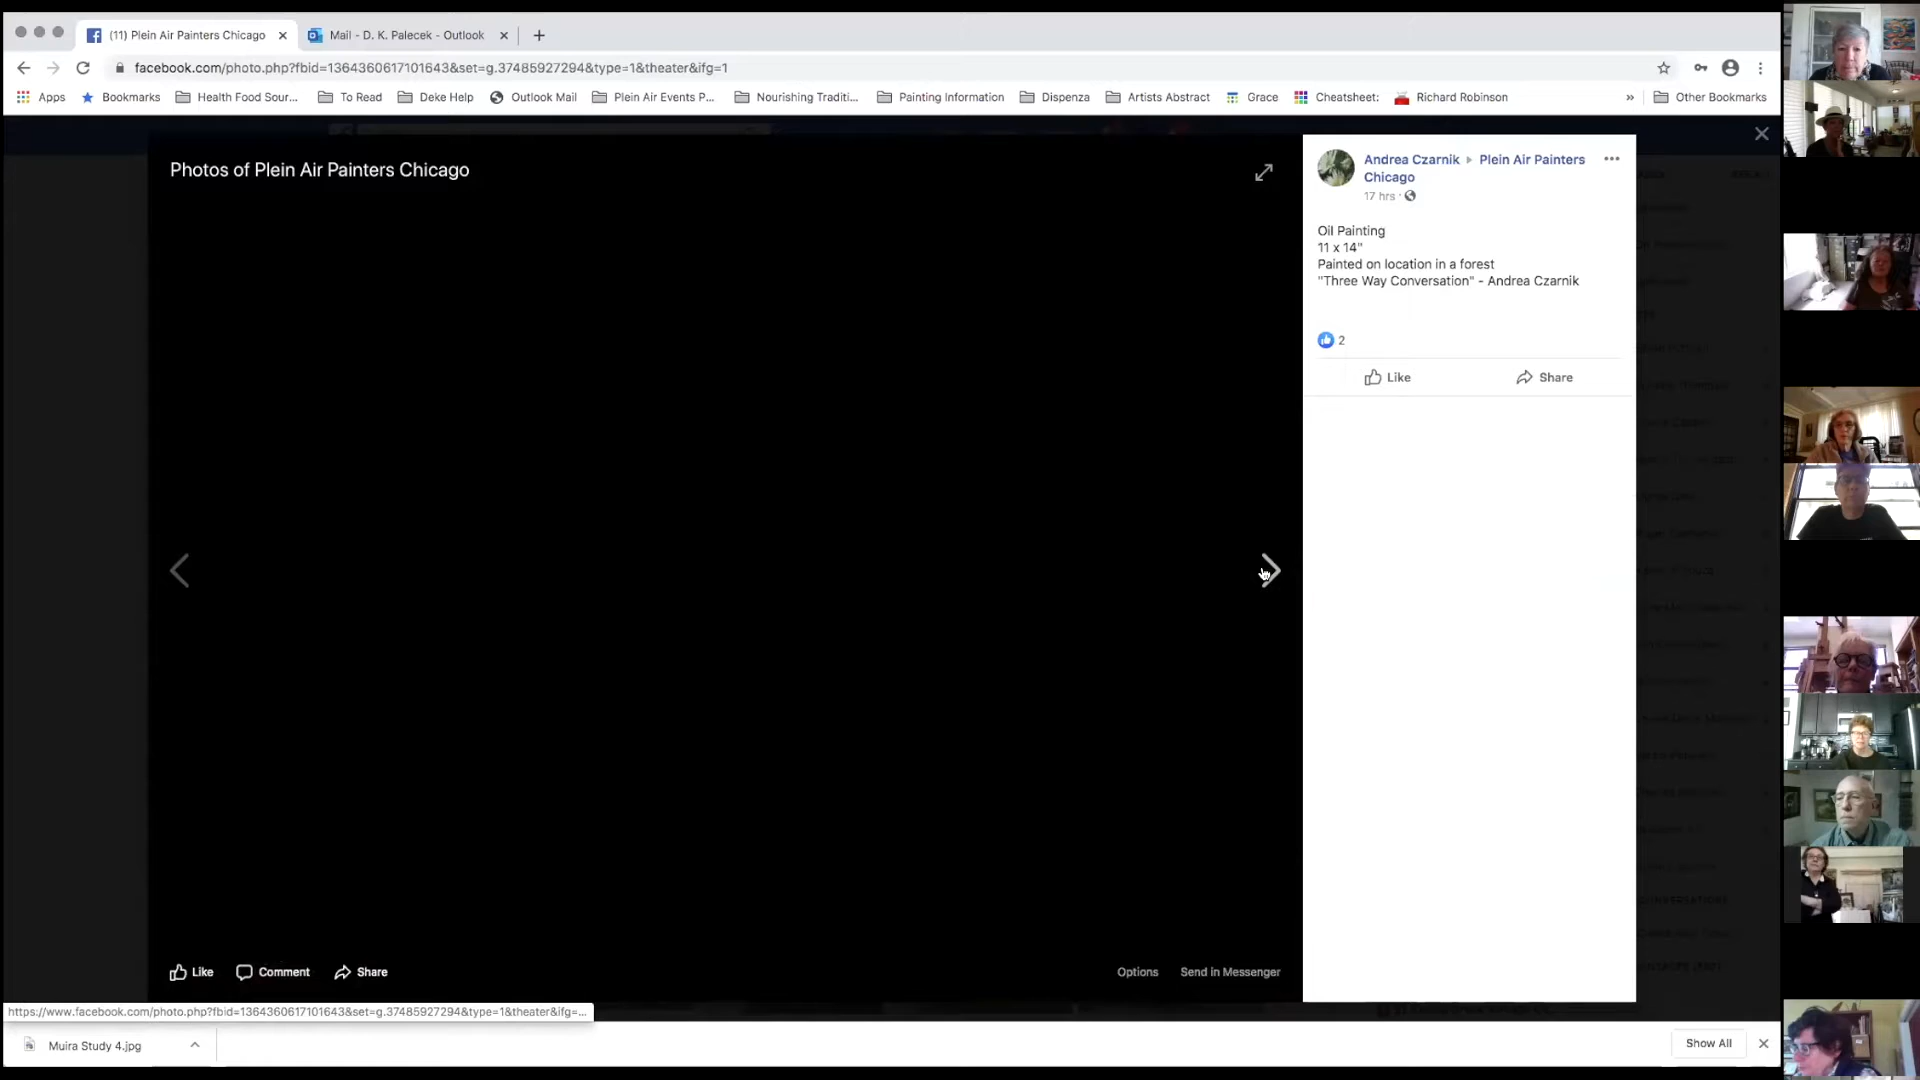 (11) Plein Air Painters Chicago
Mail - D. K. Palecek - Outlook
facebook.com/photo.php?fbid=1364360617101643&set=g.37485927294&type=1&theater&ifg=1
Apps
Bookmarks
Health Food Sour...
To Read
Deke Help
Outlook Mail
Plein Air Events P...
Nourishing Traditi...
Painting Information
Dispenza
Artists Abstract
Grace
Cheatsheet:
Richard Robinson
»
Other Bookmarks
Photos of Plein Air Painters Chicago
Andrea Czarnik ▸ Plein Air Painters
Chicago
17 hrs ·
Oil Painting
11 x 14"
Painted on location in a forest
"Three Way Conversation" - Andrea Czarnik
2
Like
Share
Like
Comment
Share
Options
Send in Messenger
https://www.facebook.com/photo.php?fbid=1364360617101643&set=g.37485927294&type=1&theater&ifg=...
Muira Study 4.jpg
Show All